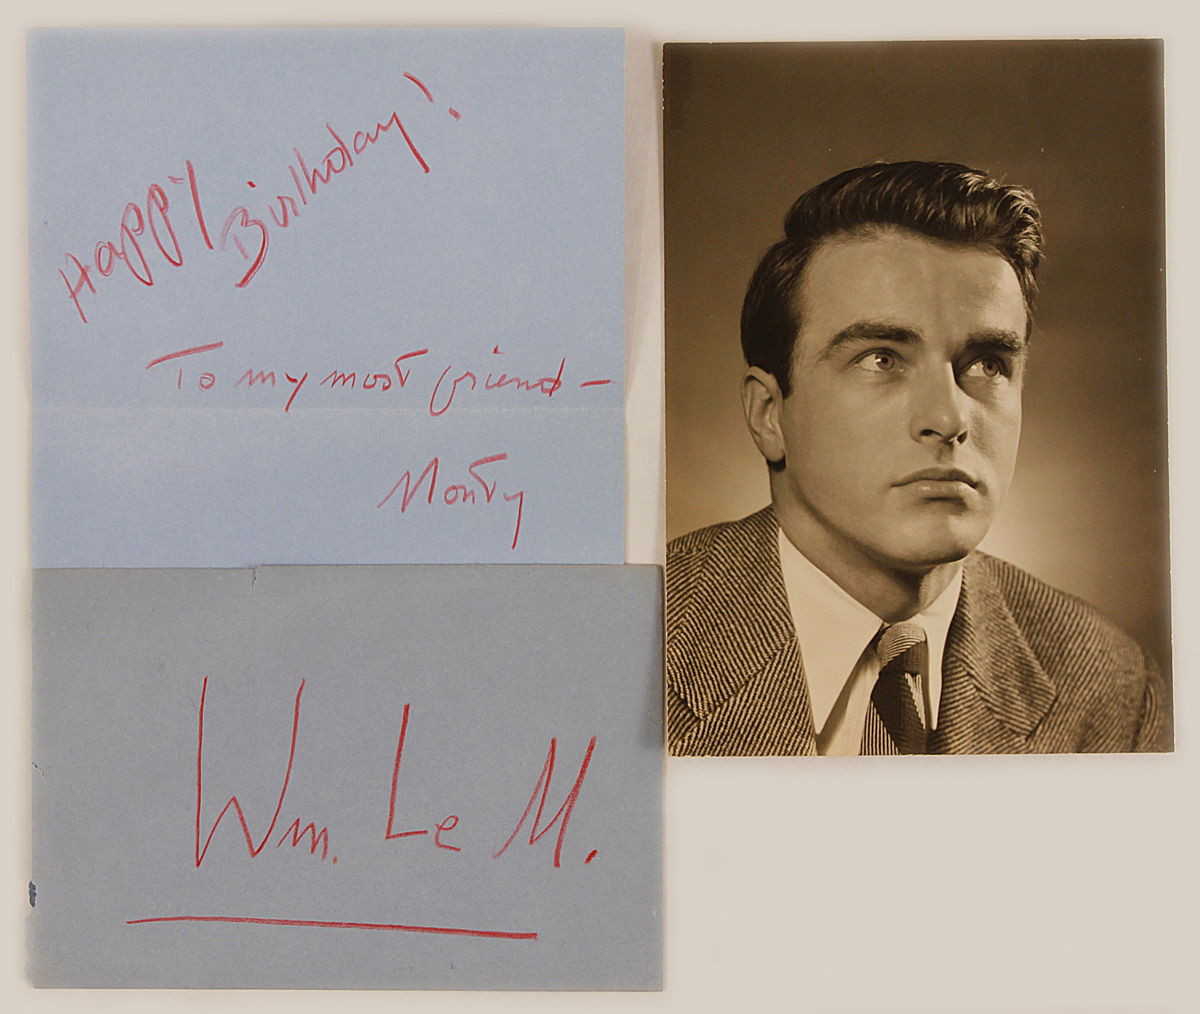 Happy Birthday!
To my most friend —
Monty
Wm. Le M.